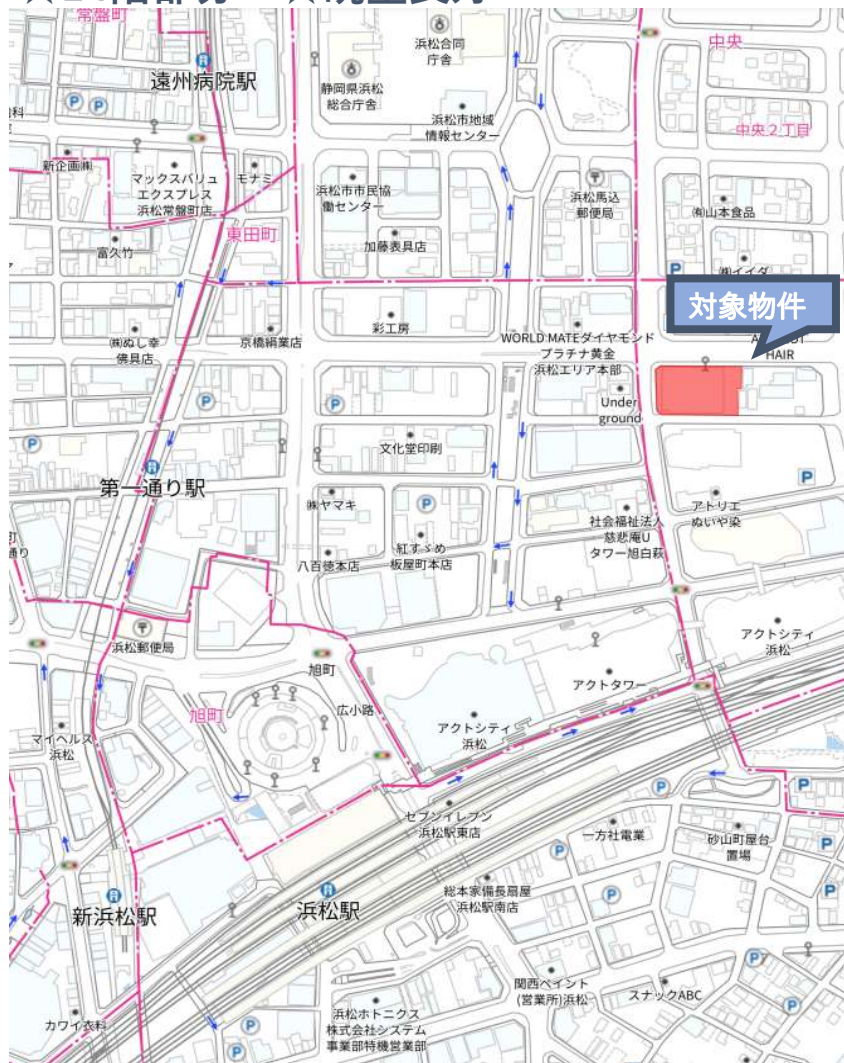 常盤町
遠州病院駅
浜松合同
庁舎
静岡県浜松
総合庁舎
浜松市地域
情報センター
中央
中央2丁目
新企画㈱
マックスバリュ
エクスプレス
浜松常盤町店
モナミ
浜松市市民協
働センター
浜松馬込
郵便局
㈲山本食品
東田町
富久竹
加藤表具店
㈱イイダ
対象物件
彩工房
㈱ぬし幸
佛具店
京橋絹業店
WORLD MATEダイヤモンド
プラチナ黄金
浜松エリア本部
HAIR
Under
ground
文化堂印刷
第一通り駅
㈱ヤマキ
アトリエ
ぬいや染
社会福祉法人
慈悲庵U
タワー旭白萩
紅すゞめ
板屋町本店
八百徳本店
浜松郵便局
アクトシティ
浜松
旭町
アクトタワー
旭町
広小路
アクトシティ
浜松
マイヘルス
浜松
セブンイレブン
浜松駅東店
一方社電業
砂山町屋台
置場
総本家備長扇屋
浜松駅南店
新浜松駅
浜松駅
関西ペイント
(営業所)浜松
スナックABC
カワイ衣料
浜松ホトニクス
株式会社システム
事業部特機営業部